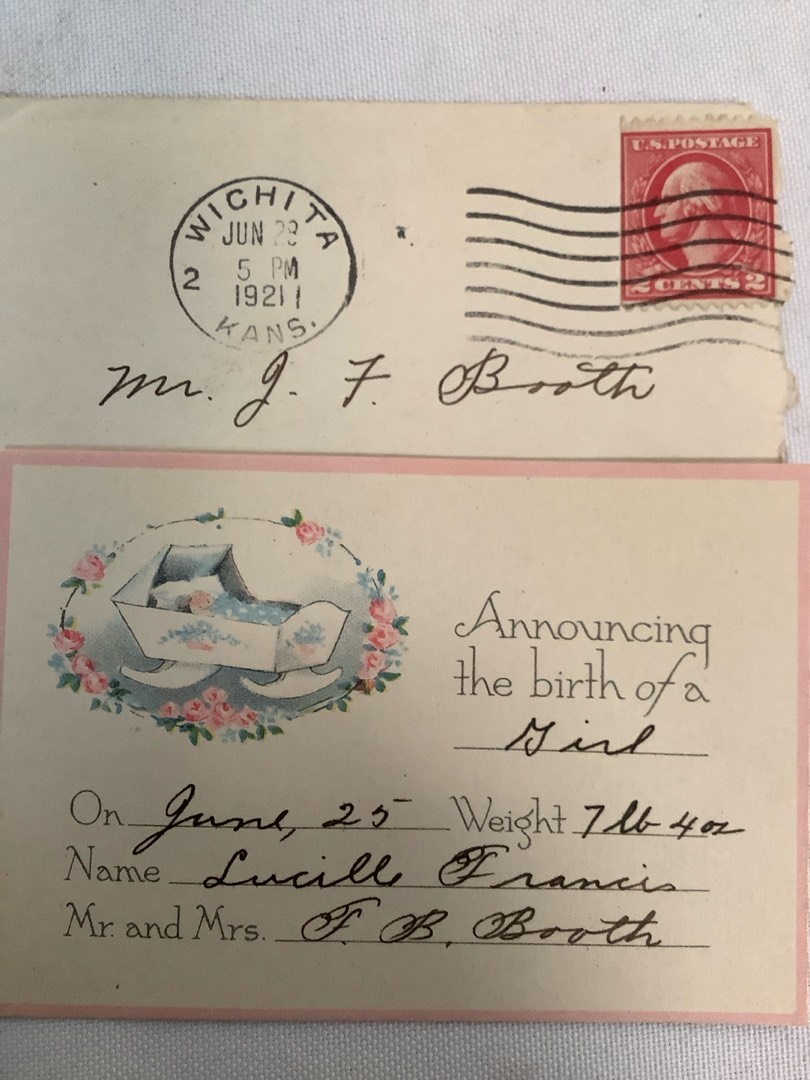 U.S.POSTAGE
2 CENTS 2
WICHITA
JUN 28
2
5 PM
1921
KANS.
Mr. J. F. Booth
Announcing
the birth of a
Girl
On June, 25 Weight 7 lb 4 oz
Name Lucille Francis
Mr. and Mrs. F. B. Booth